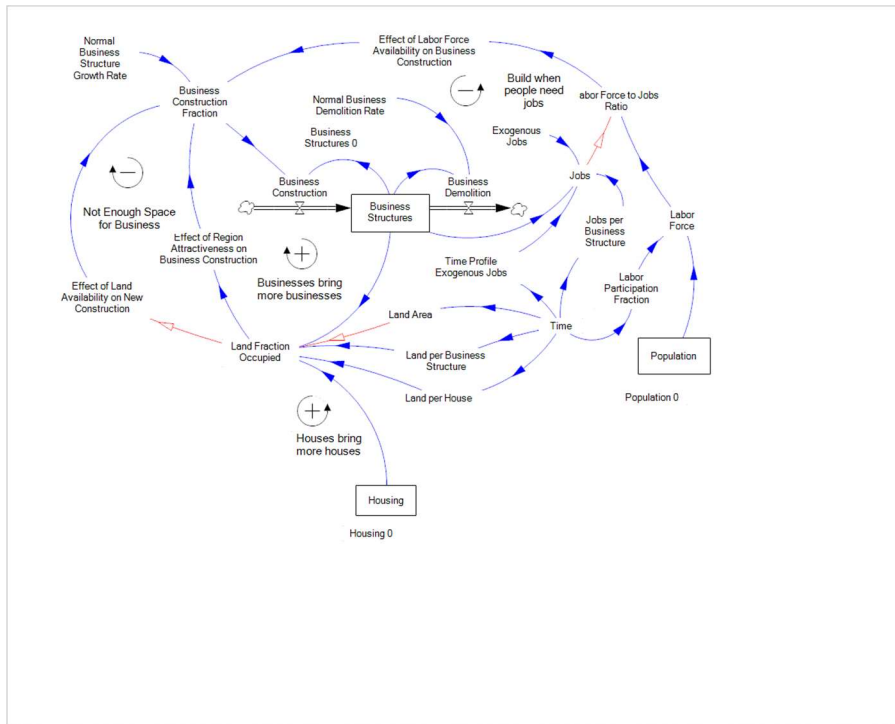 Normal
Business
Structure
Growth Rate
Effect of Labor Force
Availability on Business
Construction
Business
Construction
Fraction
Normal Business
Demolition Rate
Build when
people need
jobs
abor Force to Jobs
Ratio
Business
Structures 0
Exogenous
Jobs
Jobs
Business
Construction
Business
Structures
Business
Demolition
Not Enough Space
for Business
Effect of Region
Attractiveness on
Business Construction
Jobs per
Business
Structure
Labor
Force
Businesses bring
more businesses
Time Profile
Exogenous Jobs
Labor
Participation
Fraction
Effect of Land
Availability on New
Construction
Land Area
Time
Land Fraction
Occupied
Land per Business
Structure
Population
Land per House
Population 0
Houses bring
more houses
Housing
Housing 0